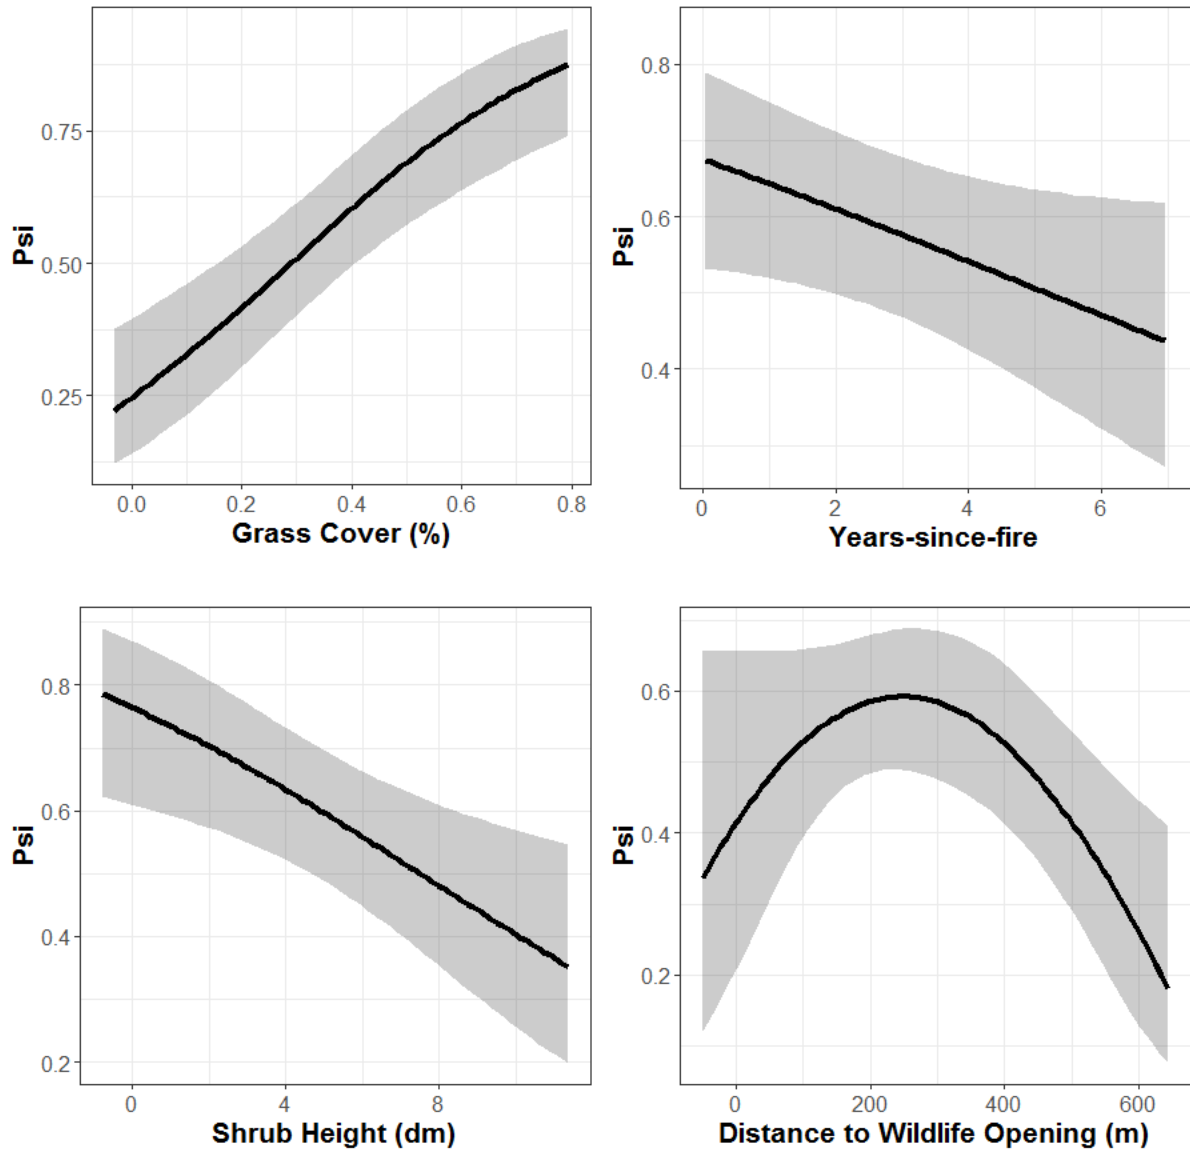 Psi
0.75
0.50
0.25
0.0 0.2 0.4 0.6 0.8
Grass Cover (%)
Psi
0.8
0.6
0.4
0 2 4 6
Years-since-fire
Psi
0.8
0.6
0.4
0.2
0 4 8
Shrub Height (dm)
Psi
0.6
0.4
0.2
0 200 400 600
Distance to Wildlife Opening (m)